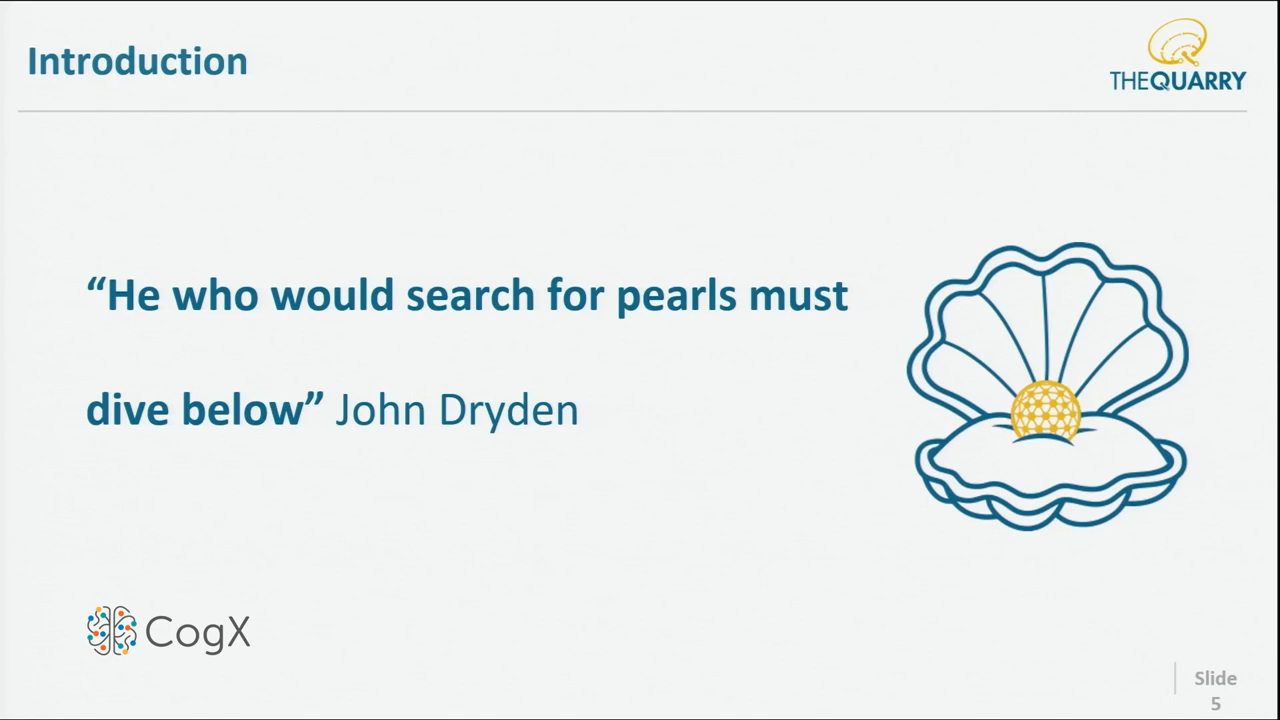 Introduction
THEQUARRY
“He who would search for pearls must
dive below” John Dryden
CogX
Slide
5